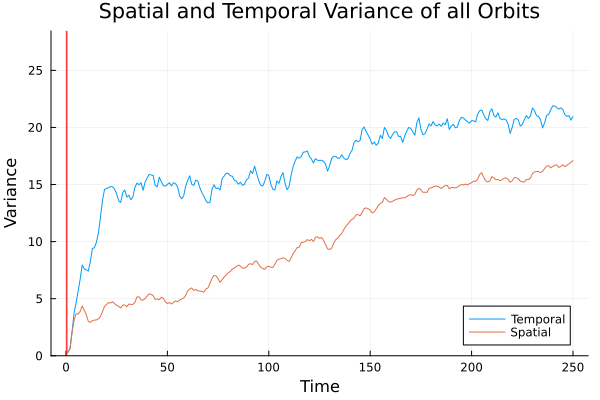 Spatial and Temporal Variance of all Orbits
Variance
25
20
15
10
5
0
0 50 100 150 200 250
Time
Temporal
Spatial